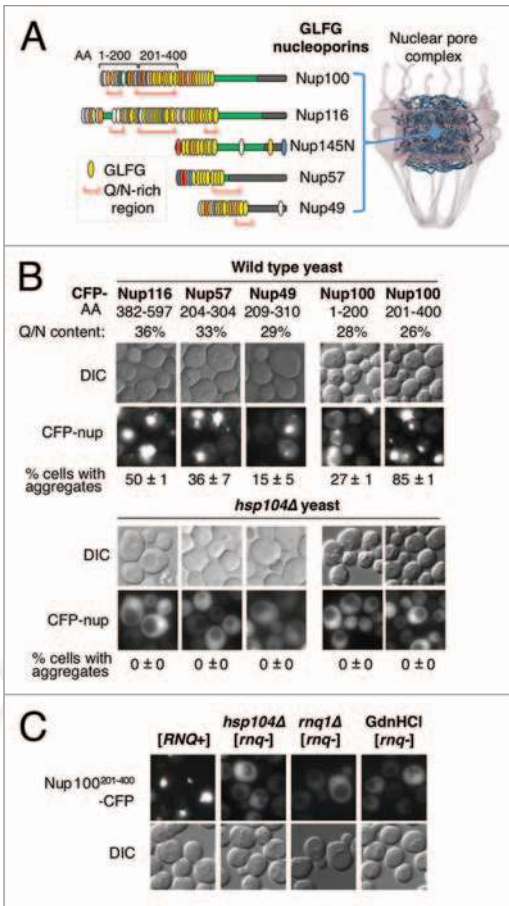 A
AA 1-200 201-400
GLFG
nucleoporins
Nuclear pore
complex
Nup100
Nup116
Nup145N
Nup57
Nup49
GLFG
Q/N-rich
region
B
Wild type yeast
CFP- Nup116 Nup57 Nup49 Nup100 Nup100
AA 382-597 204-304 209-310 1-200 201-400
Q/N content: 36% 33% 29% 28% 26%
DIC
CFP-nup
% cells with
aggregates 50 ± 1 36 ± 7 15 ± 5 27 ± 1 85 ± 1
hsp104Δ yeast
DIC
CFP-nup
% cells with
aggregates 0 ± 0 0 ± 0 0 ± 0 0 ± 0 0 ± 0
C
hsp104Δ rnq1Δ GdnHCl
[RNQ+] [rnq-] [rnq-] [rnq-]
Nup100²⁰¹⁻⁴⁰⁰
-CFP
DIC